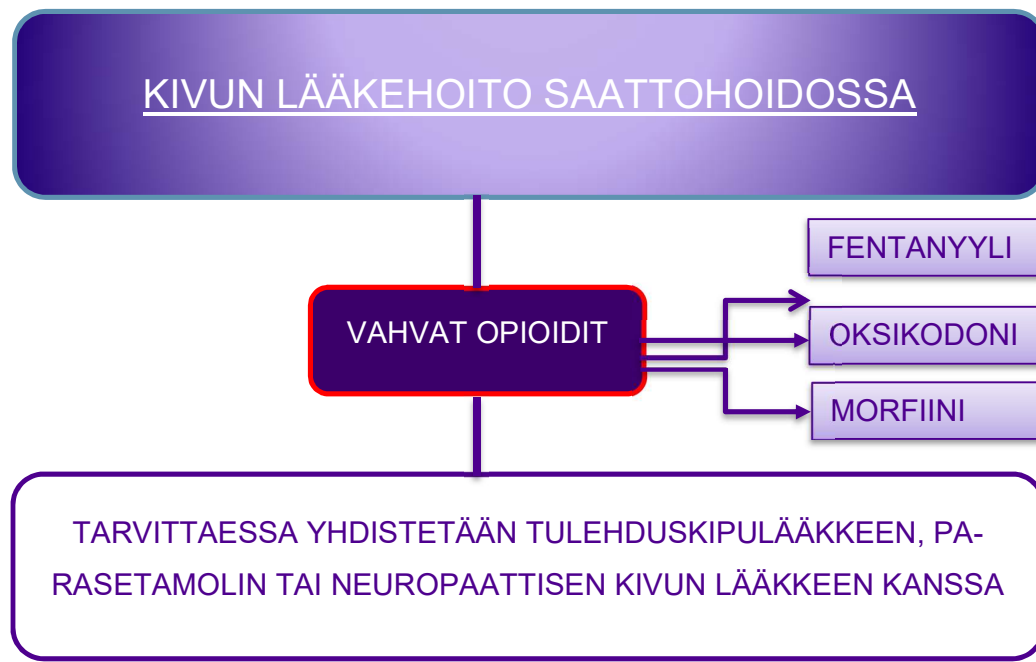 KIVUN LÄÄKEHOITO SAATTOHOIDOSSA
FENTANYYLI
VAHVAT OPIOIDIT
OKSIKODONI
MORFIINI
TARVITTAESSA YHDISTETÄÄN TULEHDUSKIPULÄÄKKEEN, PA-
RASETAMOLIN TAI NEUROPAATTISEN KIVUN LÄÄKKEEN KANSSA